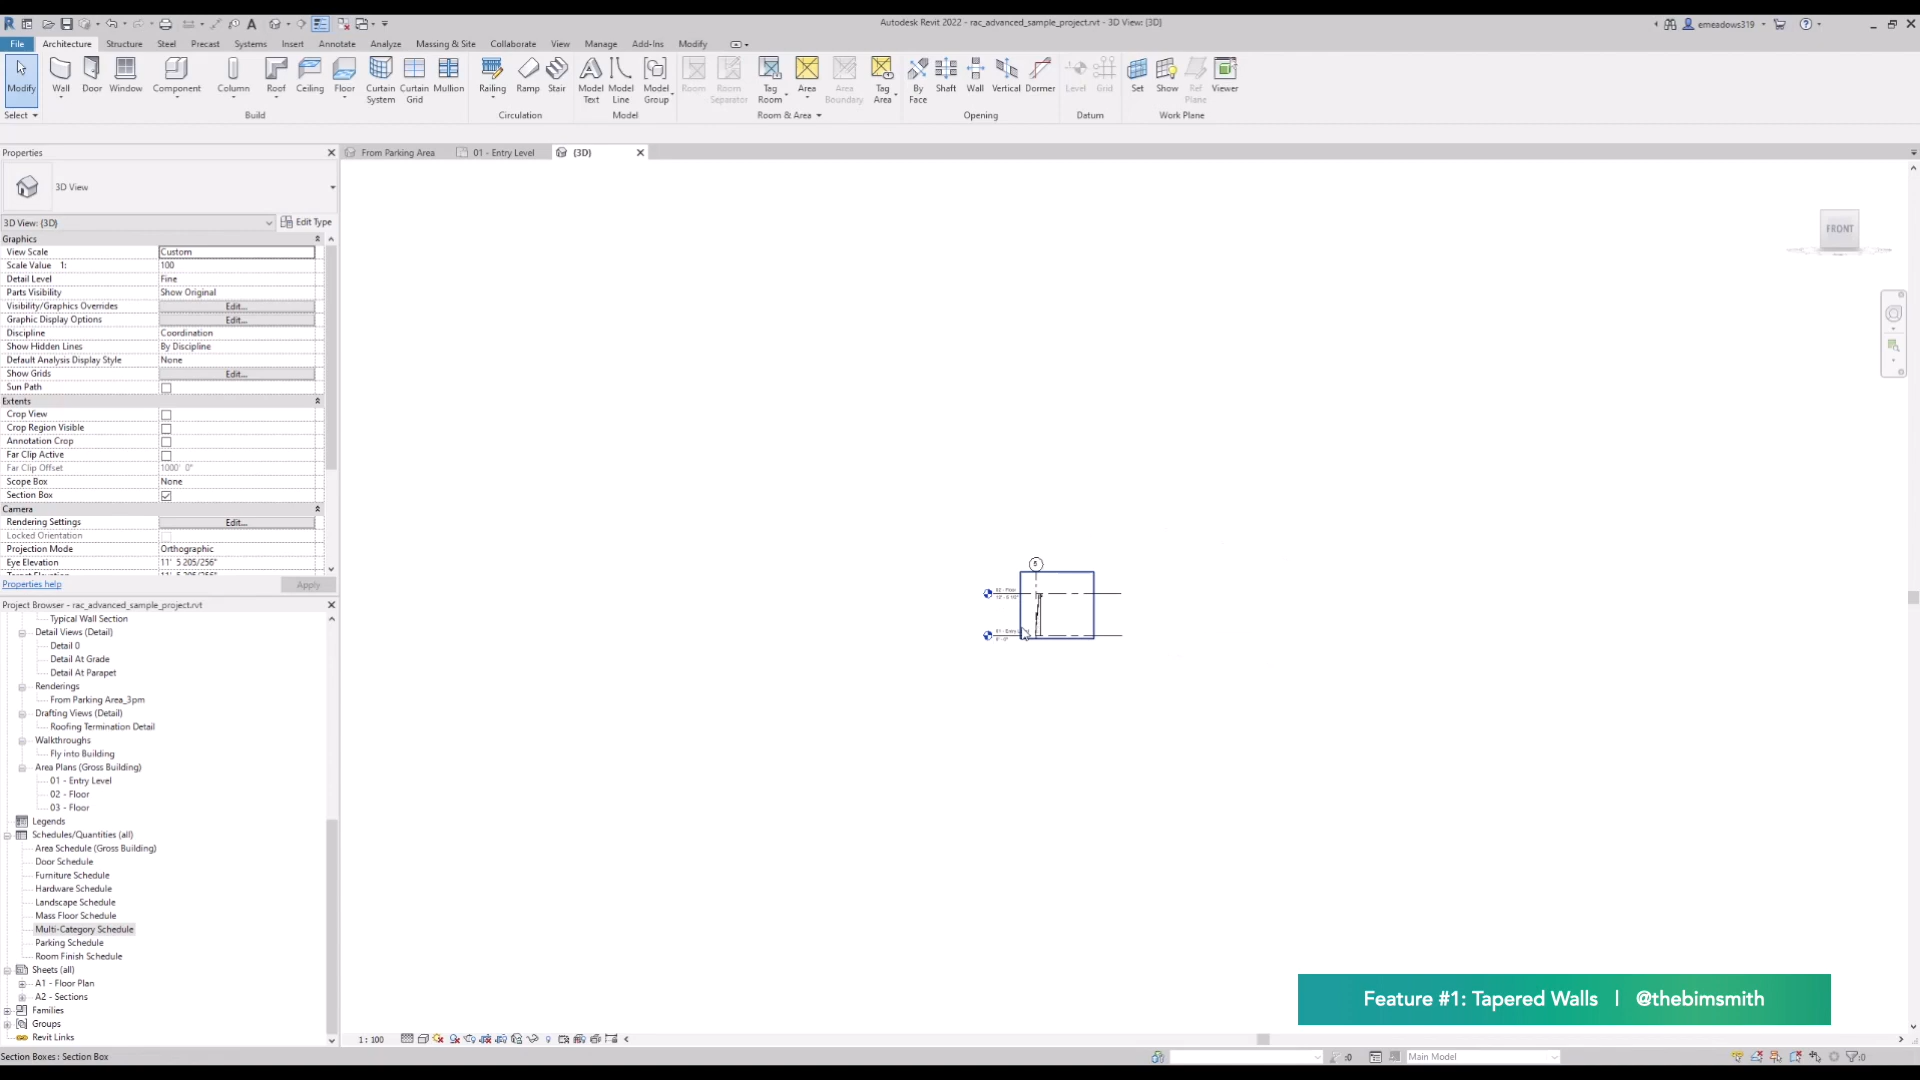 Autodesk Revit 2022 - rac_advanced_sample_project.rvt - 3D View: {3D}
emeadows319
File Architecture Structure Steel Precast Systems Insert Annotate Analyze Massing & Site Collaborate View Manage Add-Ins Modify
Modify Wall Door Window Component Column Roof Ceiling Floor Curtain System Curtain Grid Mullion Railing Ramp Stair Model Text Model Line Model Group Room Room Separator Tag Room Area Area Boundary Tag Area By Face Shaft Wall Vertical Dormer Level Grid Set Show Ref Plane Viewer
Select Build Circulation Model Room & Area Opening Datum Work Plane
Properties
From Parking Area 01 - Entry Level {3D}
3D View
3D View: {3D} Edit Type
Graphics
View Scale Custom
Scale Value 1: 100
Detail Level Fine
Parts Visibility Show Original
Visibility/Graphics Overrides Edit...
Graphic Display Options Edit...
Discipline Coordination
Show Hidden Lines By Discipline
Default Analysis Display Style None
Show Grids Edit...
Sun Path
Extents
Crop View
Crop Region Visible
Annotation Crop
Far Clip Active
Far Clip Offset 1000' 0"
Scope Box None
Section Box
Camera
Rendering Settings Edit...
Locked Orientation
Projection Mode Orthographic
Eye Elevation 11' 5 205/256"
Properties help Apply
Project Browser - rac_advanced_sample_project.rvt
Typical Wall Section
Detail Views (Detail)
Detail 0
Detail At Grade
Detail At Parapet
Renderings
From Parking Area_3pm
Drafting Views (Detail)
Roofing Termination Detail
Walkthroughs
Fly into Building
Area Plans (Gross Building)
01 - Entry Level
02 - Floor
03 - Floor
Legends
Schedules/Quantities (all)
Area Schedule (Gross Building)
Door Schedule
Furniture Schedule
Hardware Schedule
Landscape Schedule
Mass Floor Schedule
Multi-Category Schedule
Parking Schedule
Room Finish Schedule
Sheets (all)
A1 - Floor Plan
A2 - Sections
Families
Groups
Revit Links
FRONT
5
02 - Floor
Feature #1: Tapered Walls | @thebimsmith
1 : 100
Section Boxes : Section Box
:0 Main Model :0